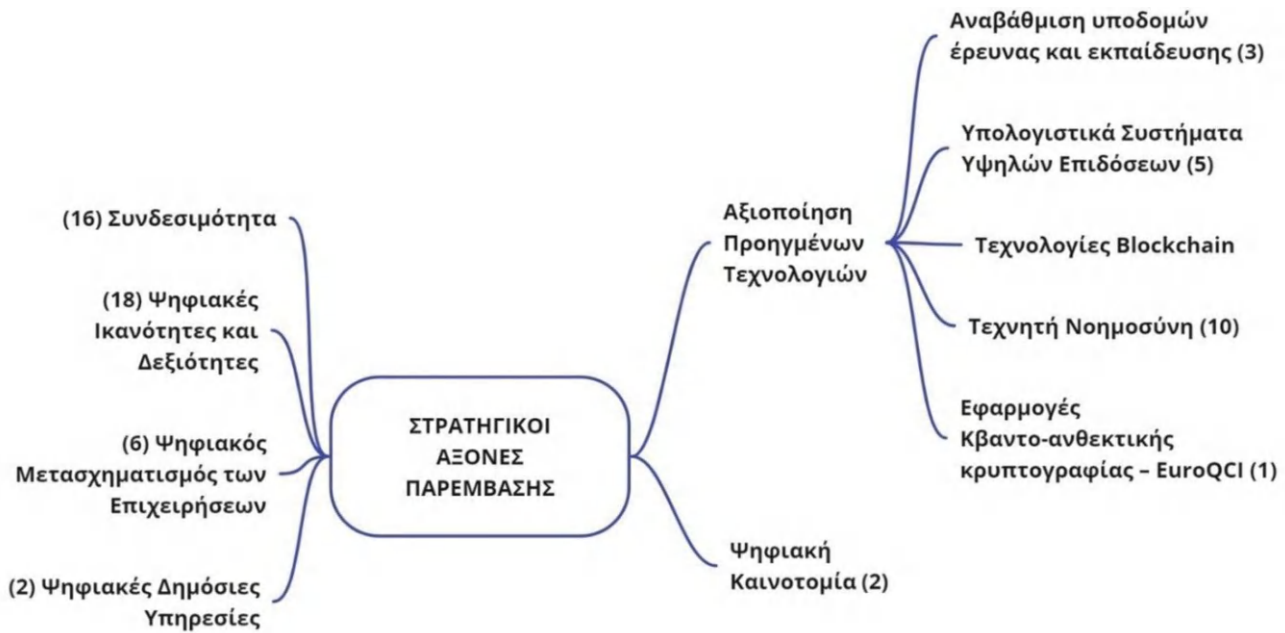 (16) Συνδεσιμότητα
(18) Ψηφιακές
Ικανότητες και
Δεξιότητες
(6) Ψηφιακός
Μετασχηματισμός των
Επιχειρήσεων
(2) Ψηφιακές Δημόσιες
Υπηρεσίες
ΣΤΡΑΤΗΓΙΚΟΙ
ΑΞΟΝΕΣ
ΠΑΡΕΜΒΑΣΗΣ
Αξιοποίηση
Προηγμένων
Τεχνολογιών
Αναβάθμιση υποδομών
έρευνας και εκπαίδευσης (3)
Υπολογιστικά Συστήματα
Υψηλών Επιδόσεων (5)
Τεχνολογίες Blockchain
Τεχνητή Νοημοσύνη (10)
Εφαρμογές
Κβαντο-ανθεκτικής
κρυπτογραφίας – EuroQCI (1)
Ψηφιακή
Καινοτομία (2)